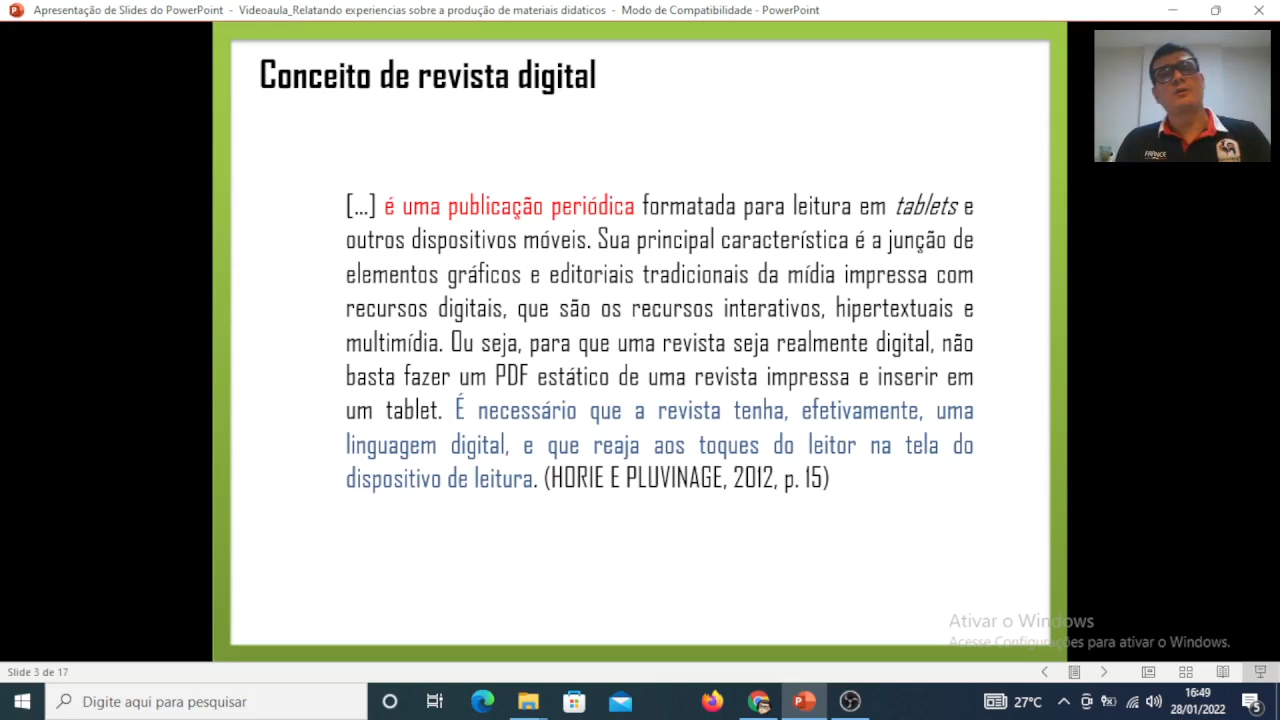 Apresentação de Slides do PowerPoint - Videoaula_Relatando experiencias sobre a produção de materiais didaticos - Modo de Compatibilidade - PowerPoint
Conceito de revista digital
FRANCE
[...] é uma publicação periódica formatada para leitura em tablets e
outros dispositivos móveis. Sua principal característica é a junção de
elementos gráficos e editoriais tradicionais da mídia impressa com
recursos digitais, que são os recursos interativos, hipertextuais e
multimídia. Ou seja, para que uma revista seja realmente digital, não
basta fazer um PDF estático de uma revista impressa e inserir em
um tablet. É necessário que a revista tenha, efetivamente, uma
linguagem digital, e que reaja aos toques do leitor na tela do
dispositivo de leitura. (HORIE E PLUVINAGE, 2012, p. 15)
Ativar o Windows
Acesse Configurações para ativar o Windows.
Slide 3 de 17
Digite aqui para pesquisar
27°C
16:49
28/01/2022
5